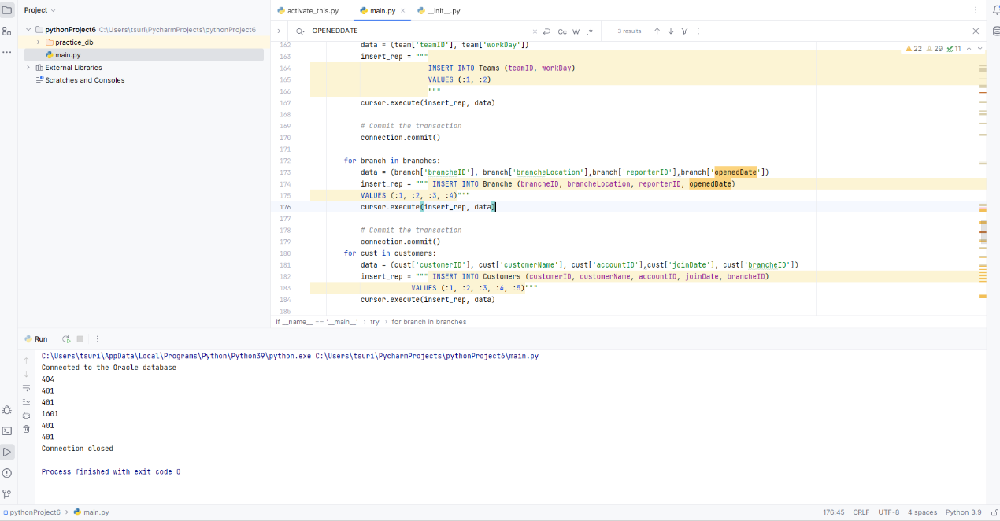 Project
activate_this.py
main.py
__init__.py
pythonProject6 C:\Users\tsuri\PycharmProjects\pythonProject6
practice_db
main.py
External Libraries
Scratches and Consoles
OPENEDDATE
Cc W .*
3 results
22 29 11
162 data = (team['teamID'], team['workDay'])
163 insert_rep = """
164 INSERT INTO Teams (teamID, workDay)
165 VALUES (:1, :2)
166 """
167 cursor.execute(insert_rep, data)
168
169 # Commit the transaction
170 connection.commit()
171
172 for branch in branches:
173 data = (branch['brancheID'], branch['brancheLocation'],branch['reporterID'],branch['openedDate'])
174 insert_rep = """ INSERT INTO Branche (brancheID, brancheLocation, reporterID, openedDate)
175 VALUES (:1, :2, :3, :4)"""
176 cursor.execute(insert_rep, data)
177
178 # Commit the transaction
179 connection.commit()
180 for cust in customers:
181 data = (cust['customerID'], cust['customerName'], cust['accountID'],cust['joinDate'], cust['brancheID'])
182 insert_rep = """ INSERT INTO Customers (customerID, customerName, accountID, joinDate, brancheID)
183 VALUES (:1, :2, :3, :4, :5)"""
184 cursor.execute(insert_rep, data)
185
if __name__ == '__main__' › try › for branch in branches
Run
C:\Users\tsuri\AppData\Local\Programs\Python\Python39\python.exe C:\Users\tsuri\PycharmProjects\pythonProject6\main.py
Connected to the Oracle database
404
401
401
1601
401
401
Connection closed
Process finished with exit code 0
pythonProject6 › main.py
176:45 CRLF UTF-8 4 spaces Python 3.9